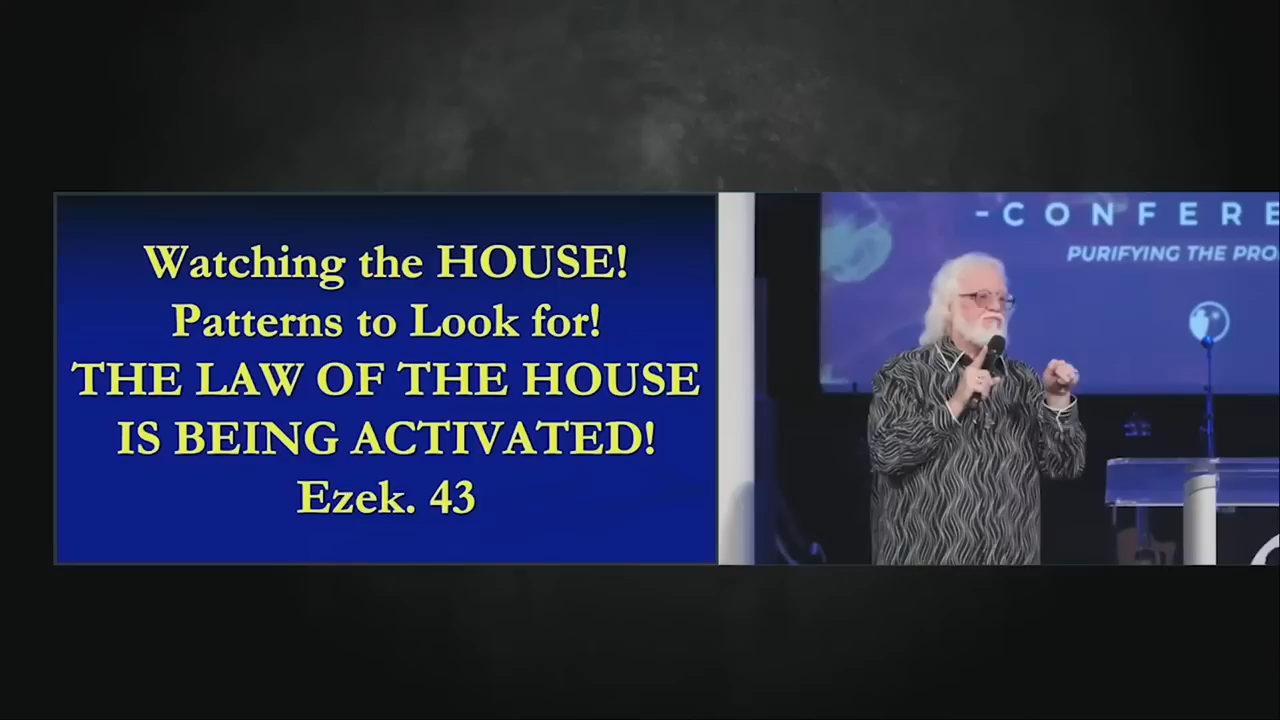 Watching the HOUSE!
Patterns to Look for!
THE LAW OF THE HOUSE
IS BEING ACTIVATED!
Ezek. 43
-CONFERE
PURIFYING THE PRO